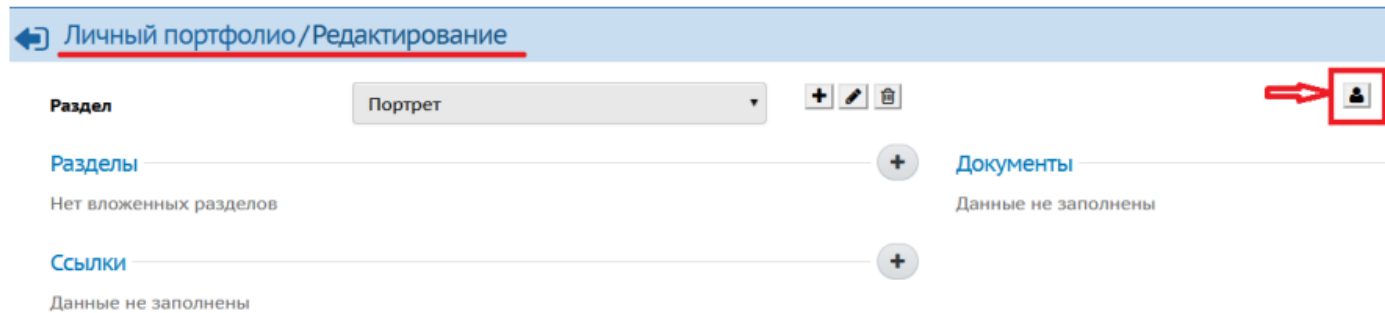 Личный портфолио/Редактирование
Раздел
Портрет
Разделы
Документы
Нет вложенных разделов
Данные не заполнены
Ссылки
Данные не заполнены